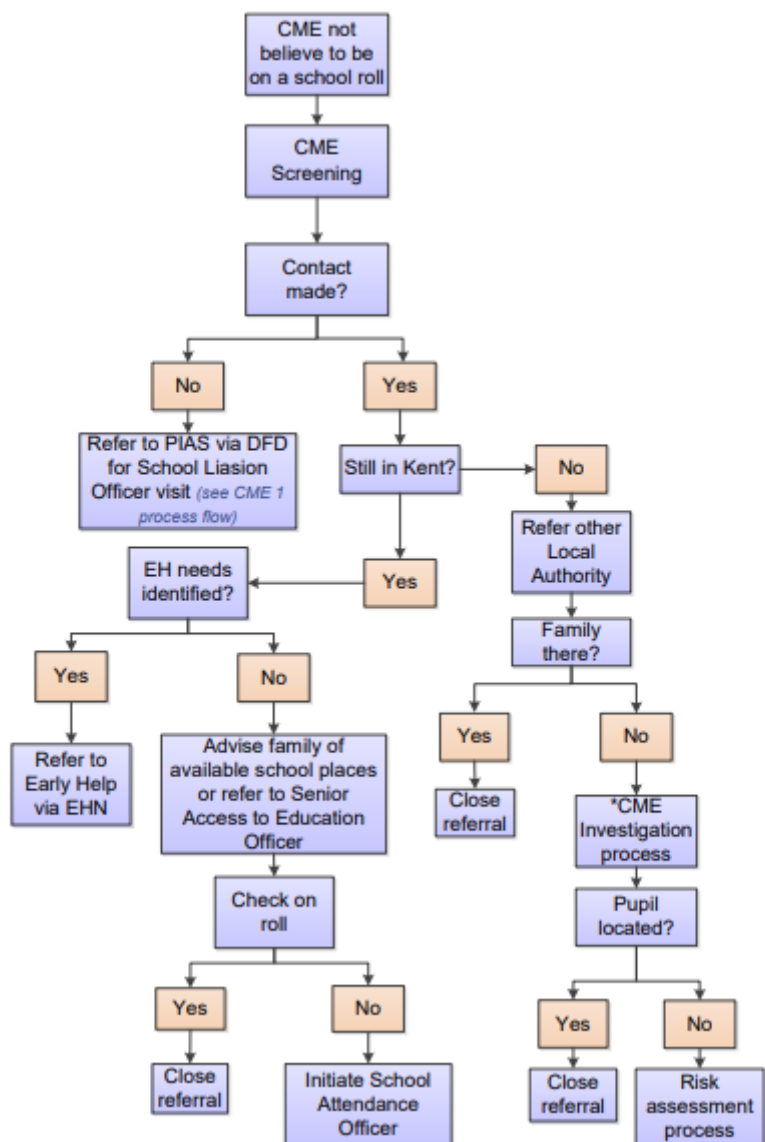 CME not
believe to be
on a school roll
CME
Screening
Contact
made?
No
Yes
Refer to PIAS via DFD
for School Liasion
Officer visit (see CME 1
process flow)
Still in Kent?
No
Refer other
Local
Authority
EH needs
identified?
Yes
Family
there?
Yes
No
Yes
No
Refer to
Early Help
via EHN
Advise family of
available school places
or refer to Senior
Access to Education
Officer
Close
referral
*CME
Investigation
process
Check on
roll
Pupil
located?
Yes
No
Yes
No
Close
referral
Initiate School
Attendance
Officer
Close
referral
Risk
assessment
process